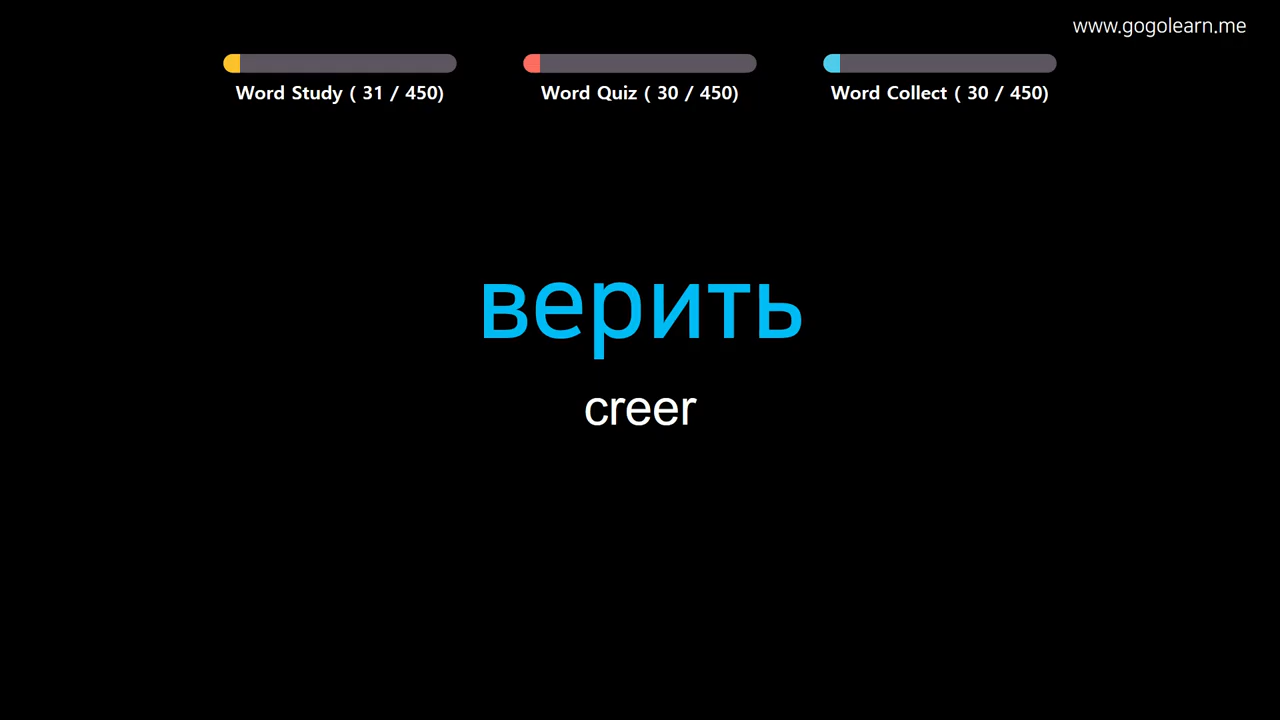 www.gogolearn.me
Word Study ( 31 / 450)
Word Quiz ( 30 / 450)
Word Collect ( 30 / 450)
верить
creer